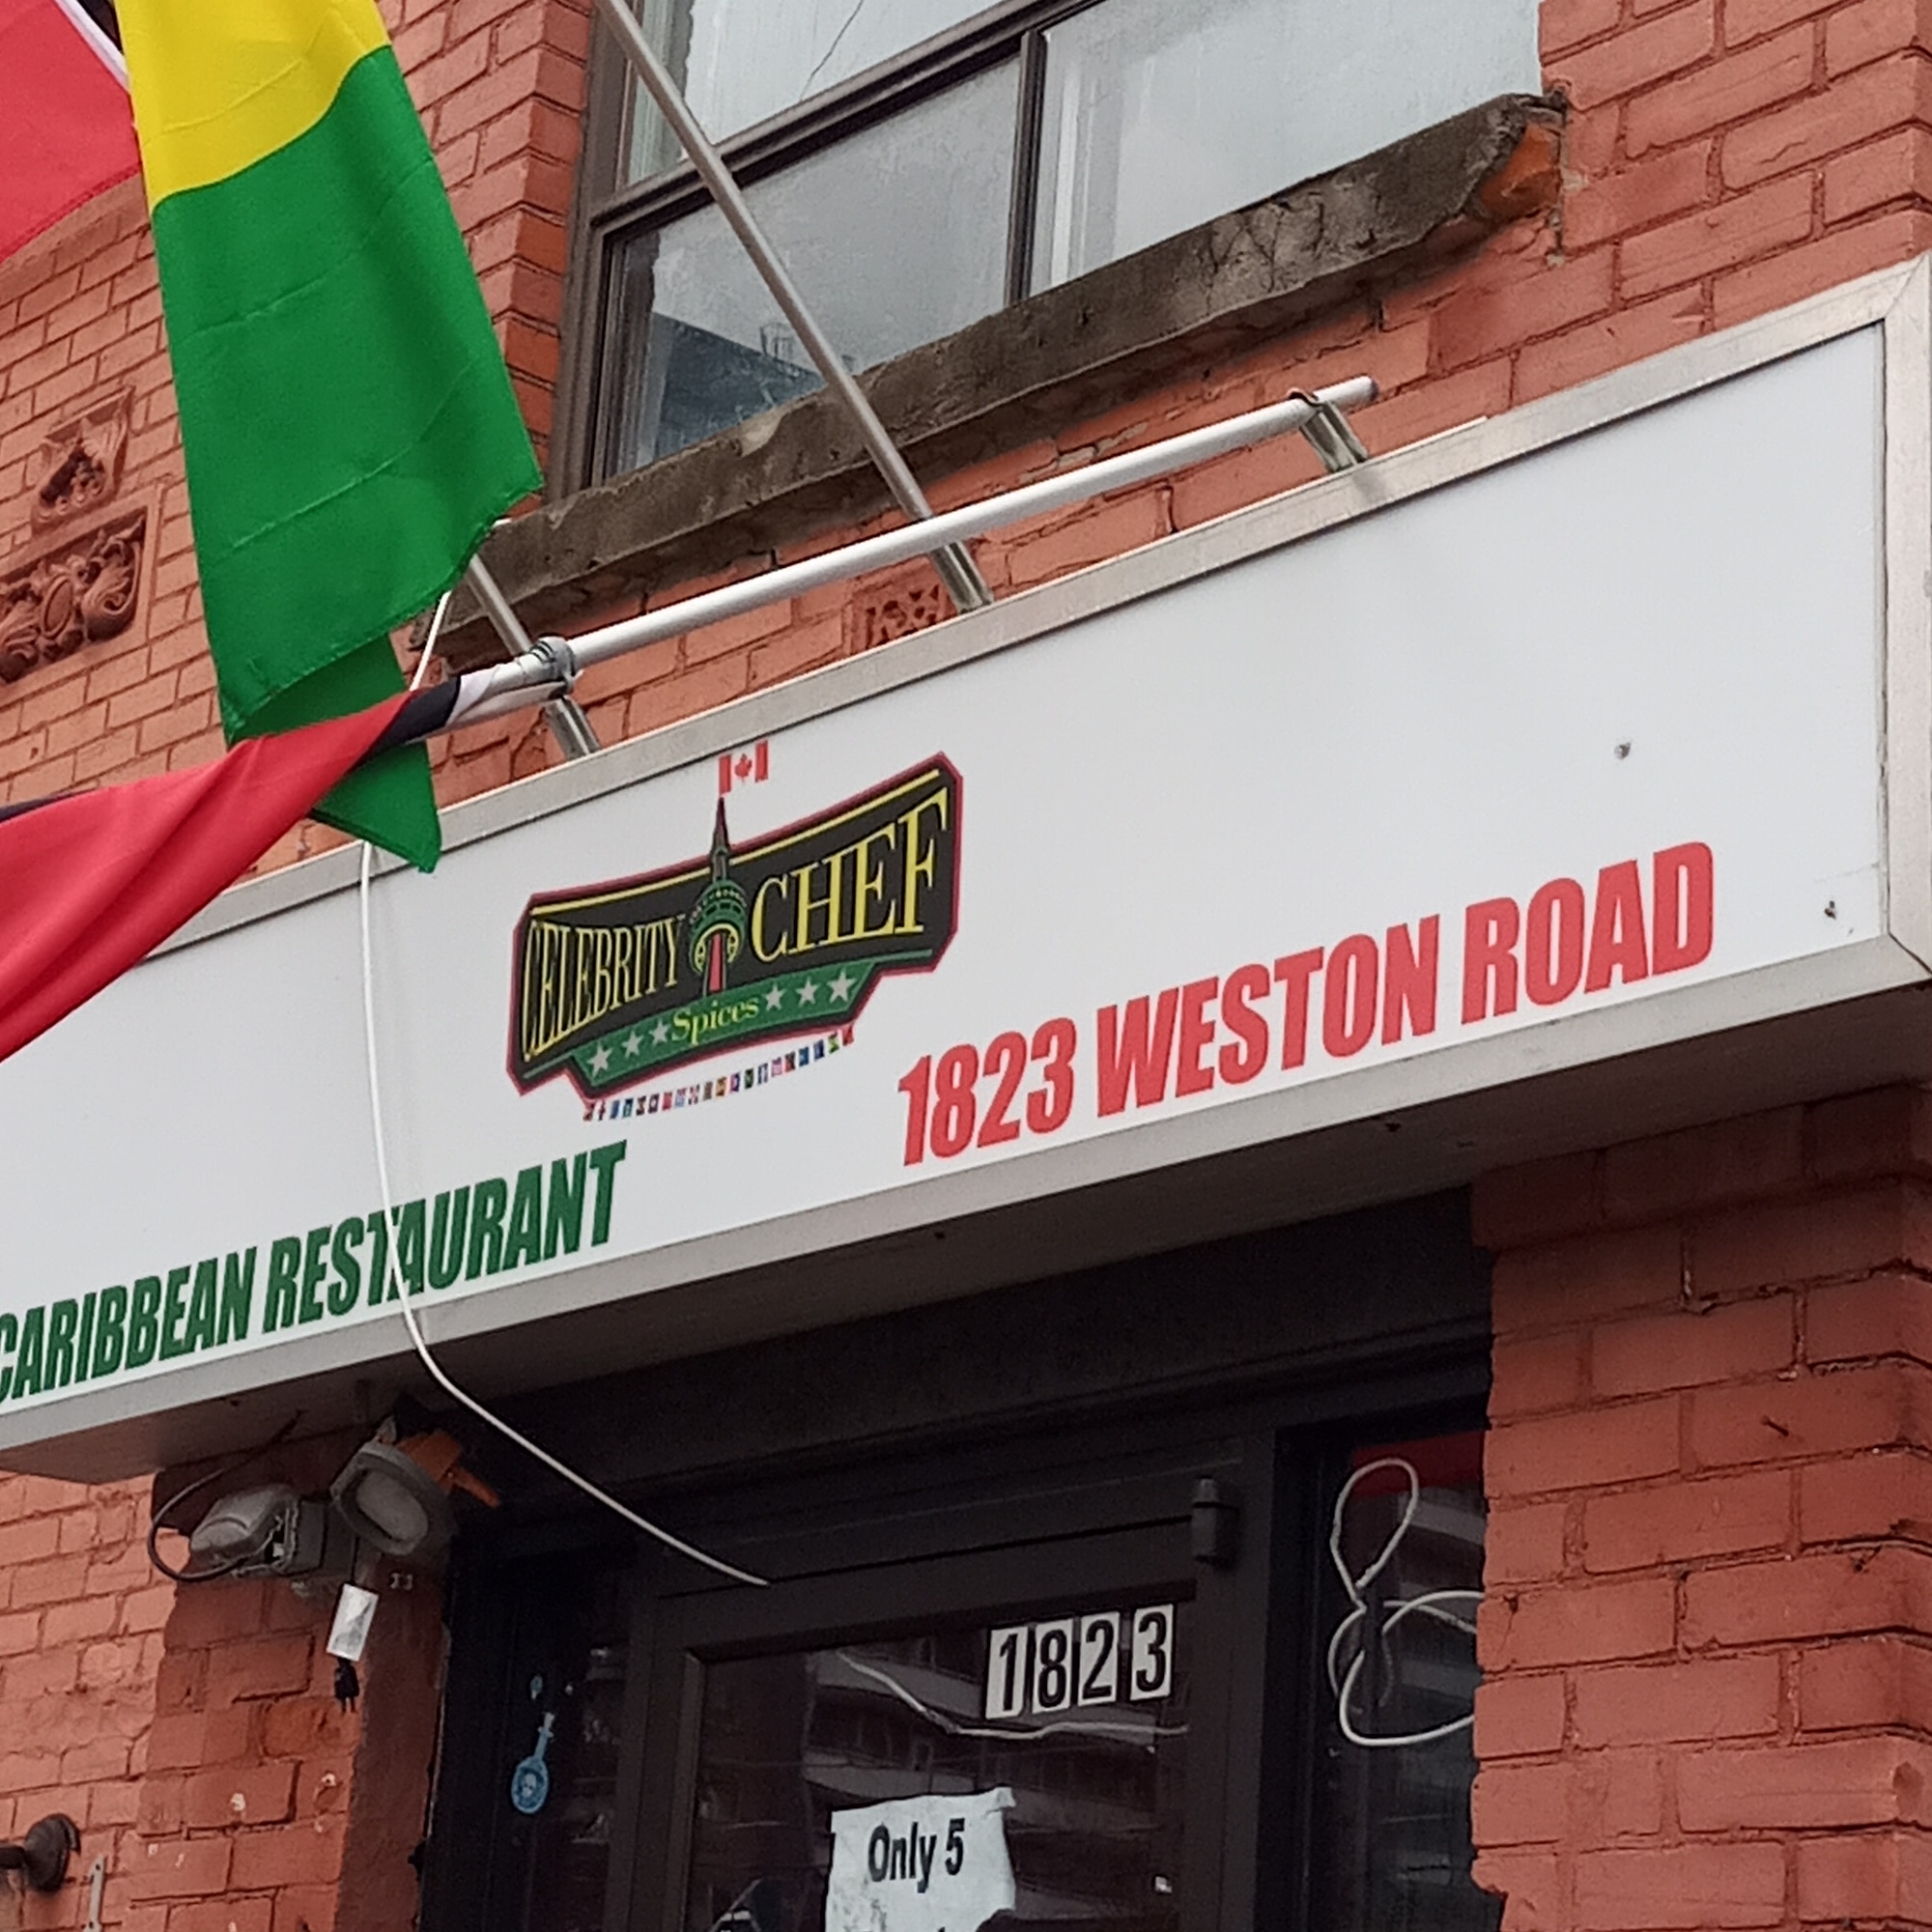 CELEBRITY CHEF
Spices
1823 WESTON ROAD
CARIBBEAN RESTAURANT
1823
Only 5